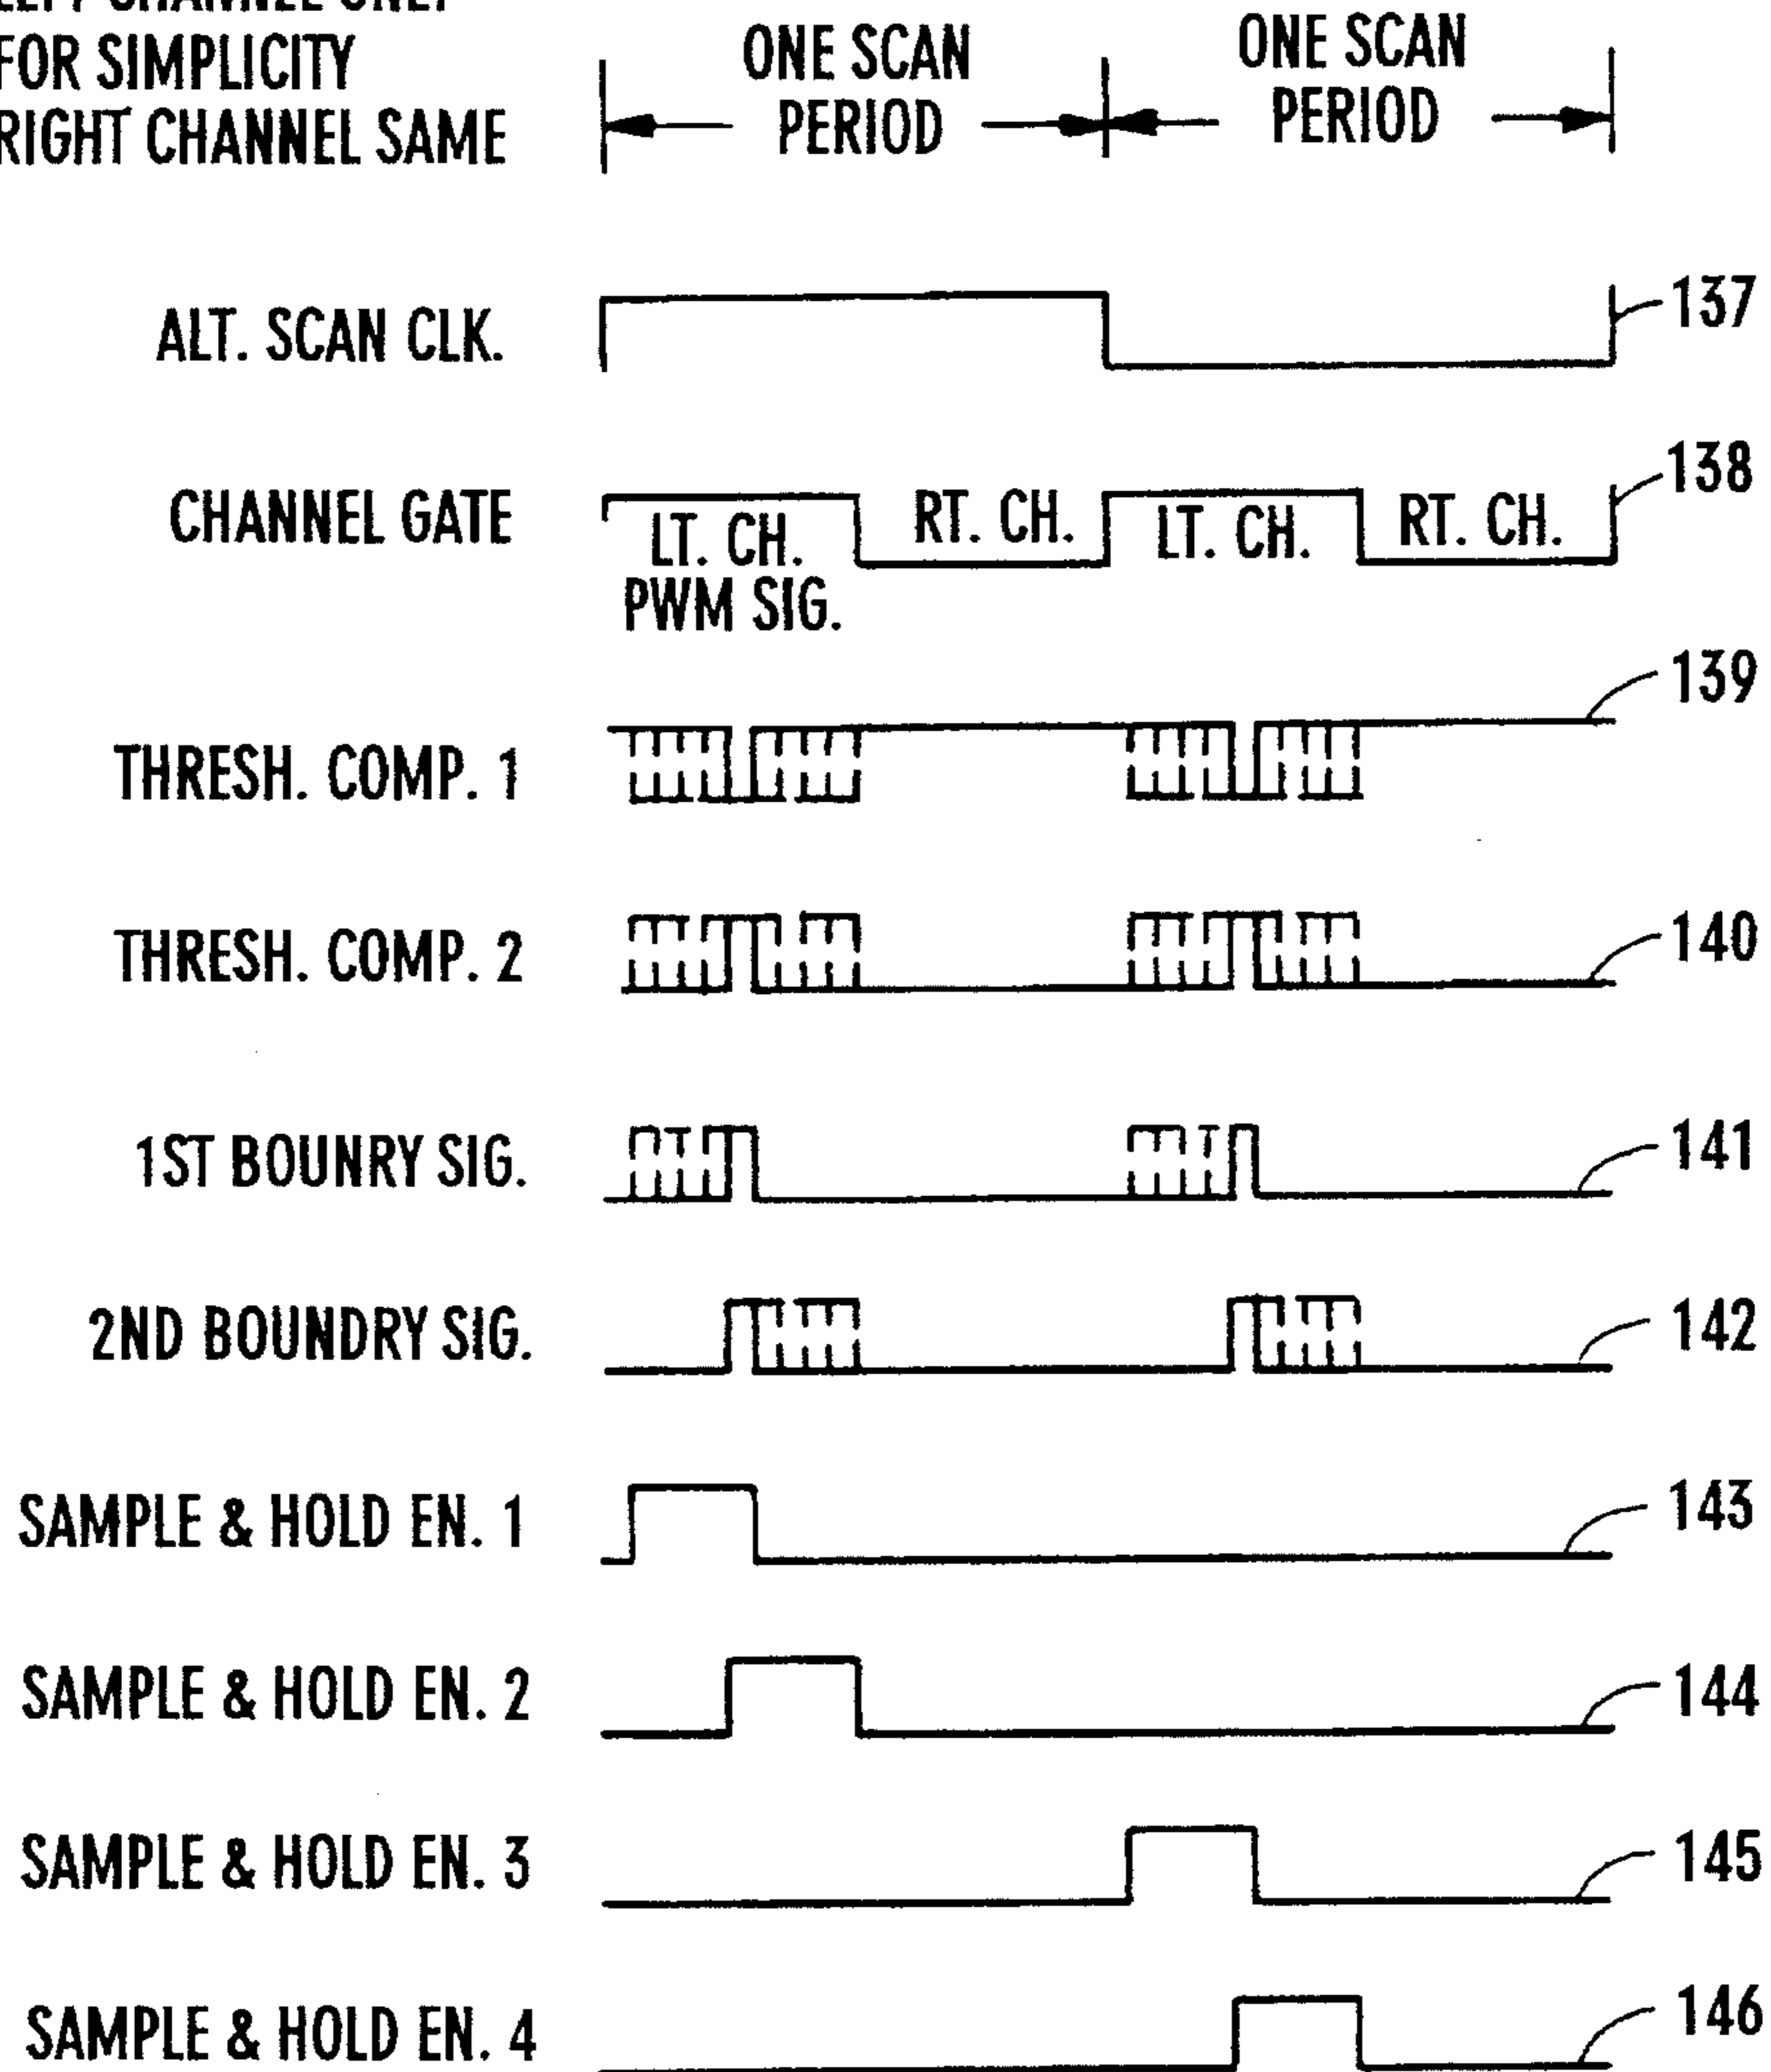 LEFT CHANNEL ONLY
FOR SIMPLICITY
RIGHT CHANNEL SAME
ONE SCAN
PERIOD
ONE SCAN
PERIOD
ALT. SCAN CLK.
137
CHANNEL GATE
LT. CH.
RT. CH.
LT. CH.
RT. CH.
138
PWM SIG.
THRESH. COMP. 1
139
THRESH. COMP. 2
140
1ST BOUNRY SIG.
141
2ND BOUNDRY SIG.
142
SAMPLE & HOLD EN. 1
143
SAMPLE & HOLD EN. 2
144
SAMPLE & HOLD EN. 3
145
SAMPLE & HOLD EN. 4
146